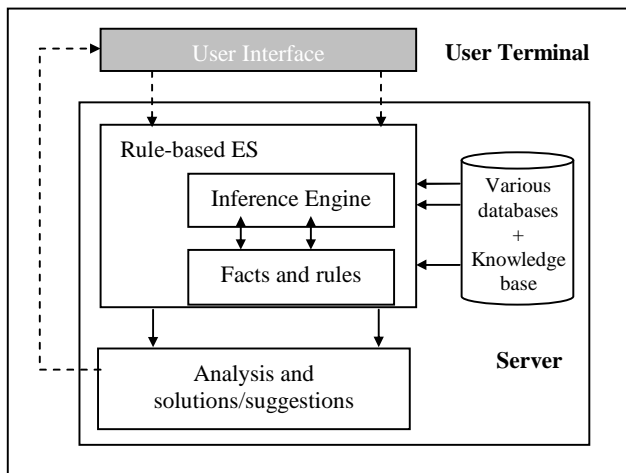 User Interface
User Terminal
Rule-based ES
Inference Engine
Facts and rules
Various
databases
+
Knowledge
base
Server
Analysis and
solutions/suggestions